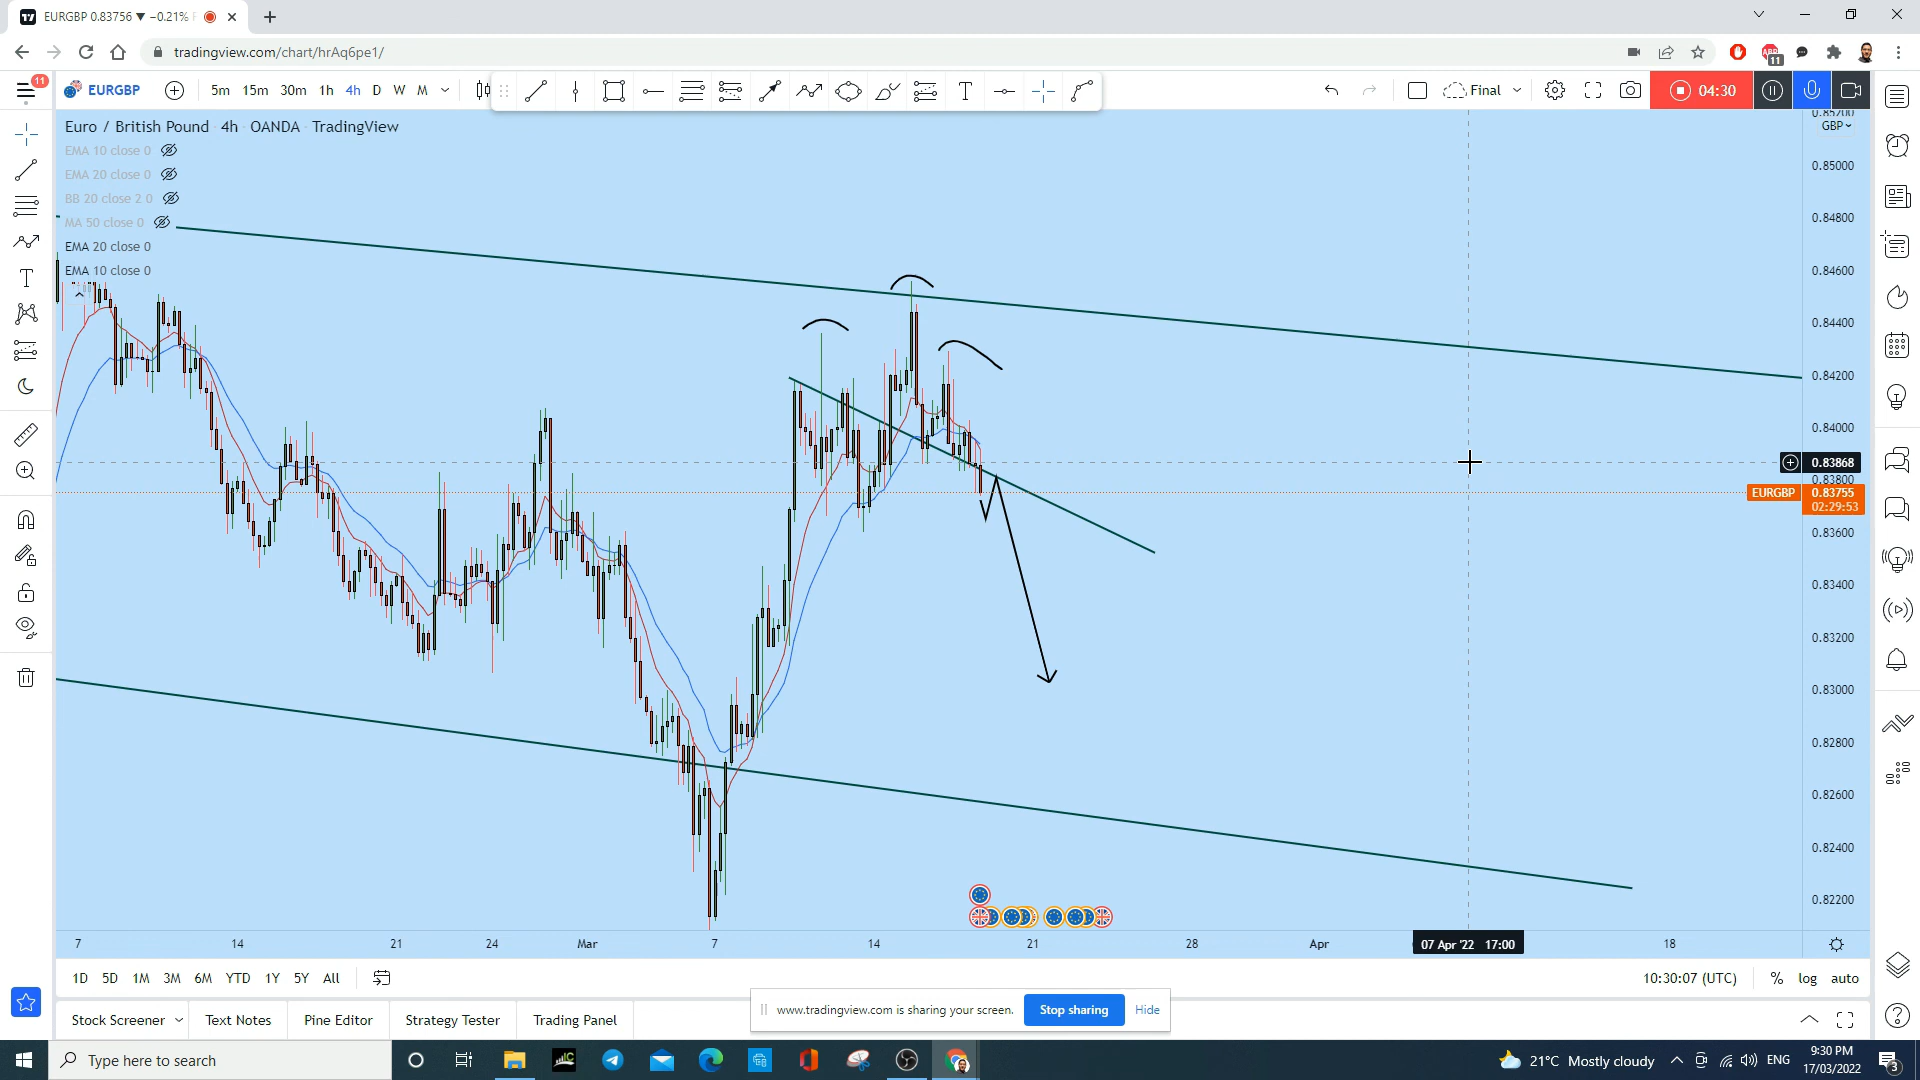 EURGBP 0.83756 ▼ −0.21%
tradingview.com/chart/hrAq6pe1/
11
11
EURGBP 5m 15m 30m 1h 4h D W M Final 04:30
Euro / British Pound 4h OANDA TradingView
EMA 10 close 0
EMA 20 close 0
BB 20 close 2 0
MA 50 close 0
EMA 20 close 0
EMA 10 close 0
0.85200
GBP
0.85000
0.84800
0.84600
0.84400
0.84200
0.84000
0.83868
0.83800
EURGBP 0.83755
02:29:53
0.83600
0.83400
0.83200
0.83000
0.82800
0.82600
0.82400
0.82200
7 14 21 24 Mar 7 14 21 28 Apr 07 Apr '22 17:00 18
1D 5D 1M 3M 6M YTD 1Y 5Y All 10:30:07 (UTC) % log auto
Stock Screener Text Notes Pine Editor Strategy Tester Trading Panel
www.tradingview.com is sharing your screen. Stop sharing Hide
Type here to search
21°C Mostly cloudy ENG
9:30 PM
17/03/2022
3